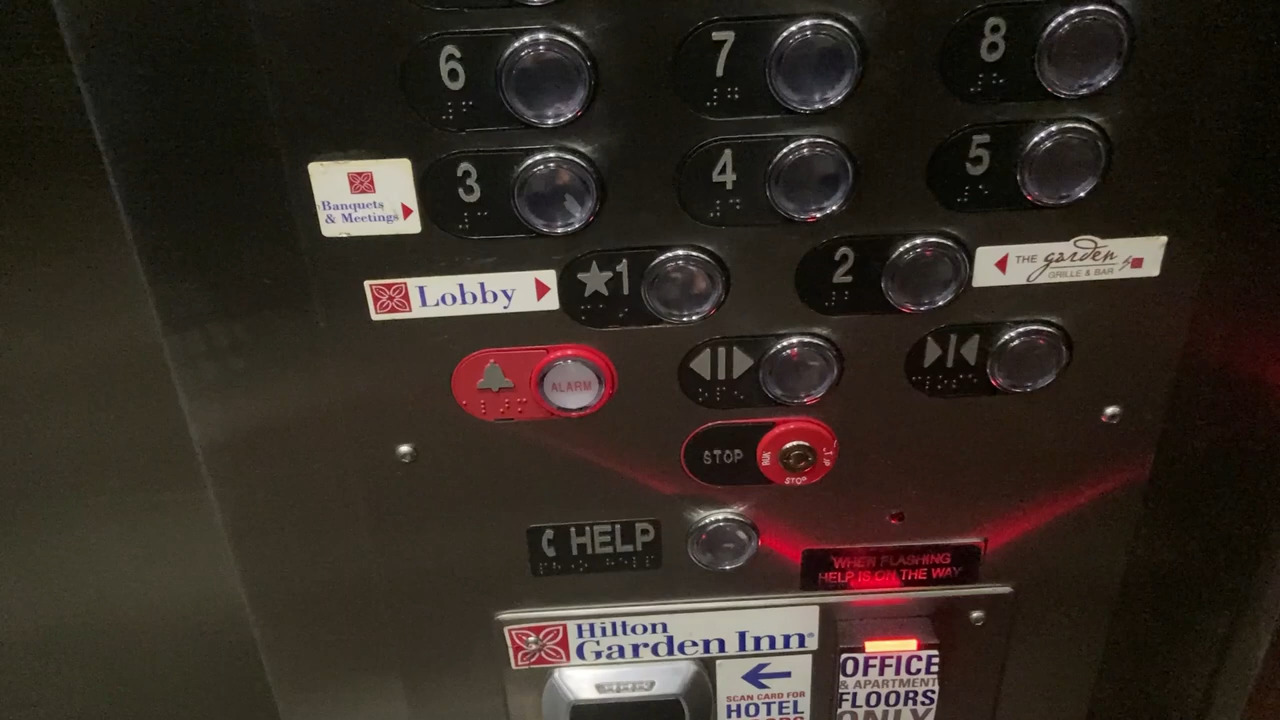 6
7
8
3
4
5
Banquets
& Meetings
Lobby
★1
2
THE garden
GRILLE & BAR
ALARM
STOP
RUN
STOP
HELP
WHEN FLASHING
HELP IS ON THE WAY
Hilton
Garden Inn®
SCAN CARD FOR
HOTEL
OFFICE
& APARTMENT
FLOORS
ONLY